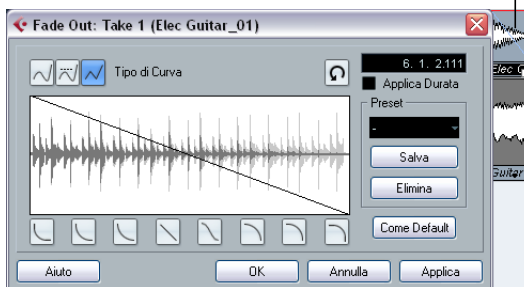 Fade Out: Take 1 (Elec Guitar_01)
Tipo di Curva
6. 1. 2.111
Applica Durata
Preset
-
Salva
Elimina
Come Default
Aiuto
OK
Annulla
Applica
Elec G
Guitar